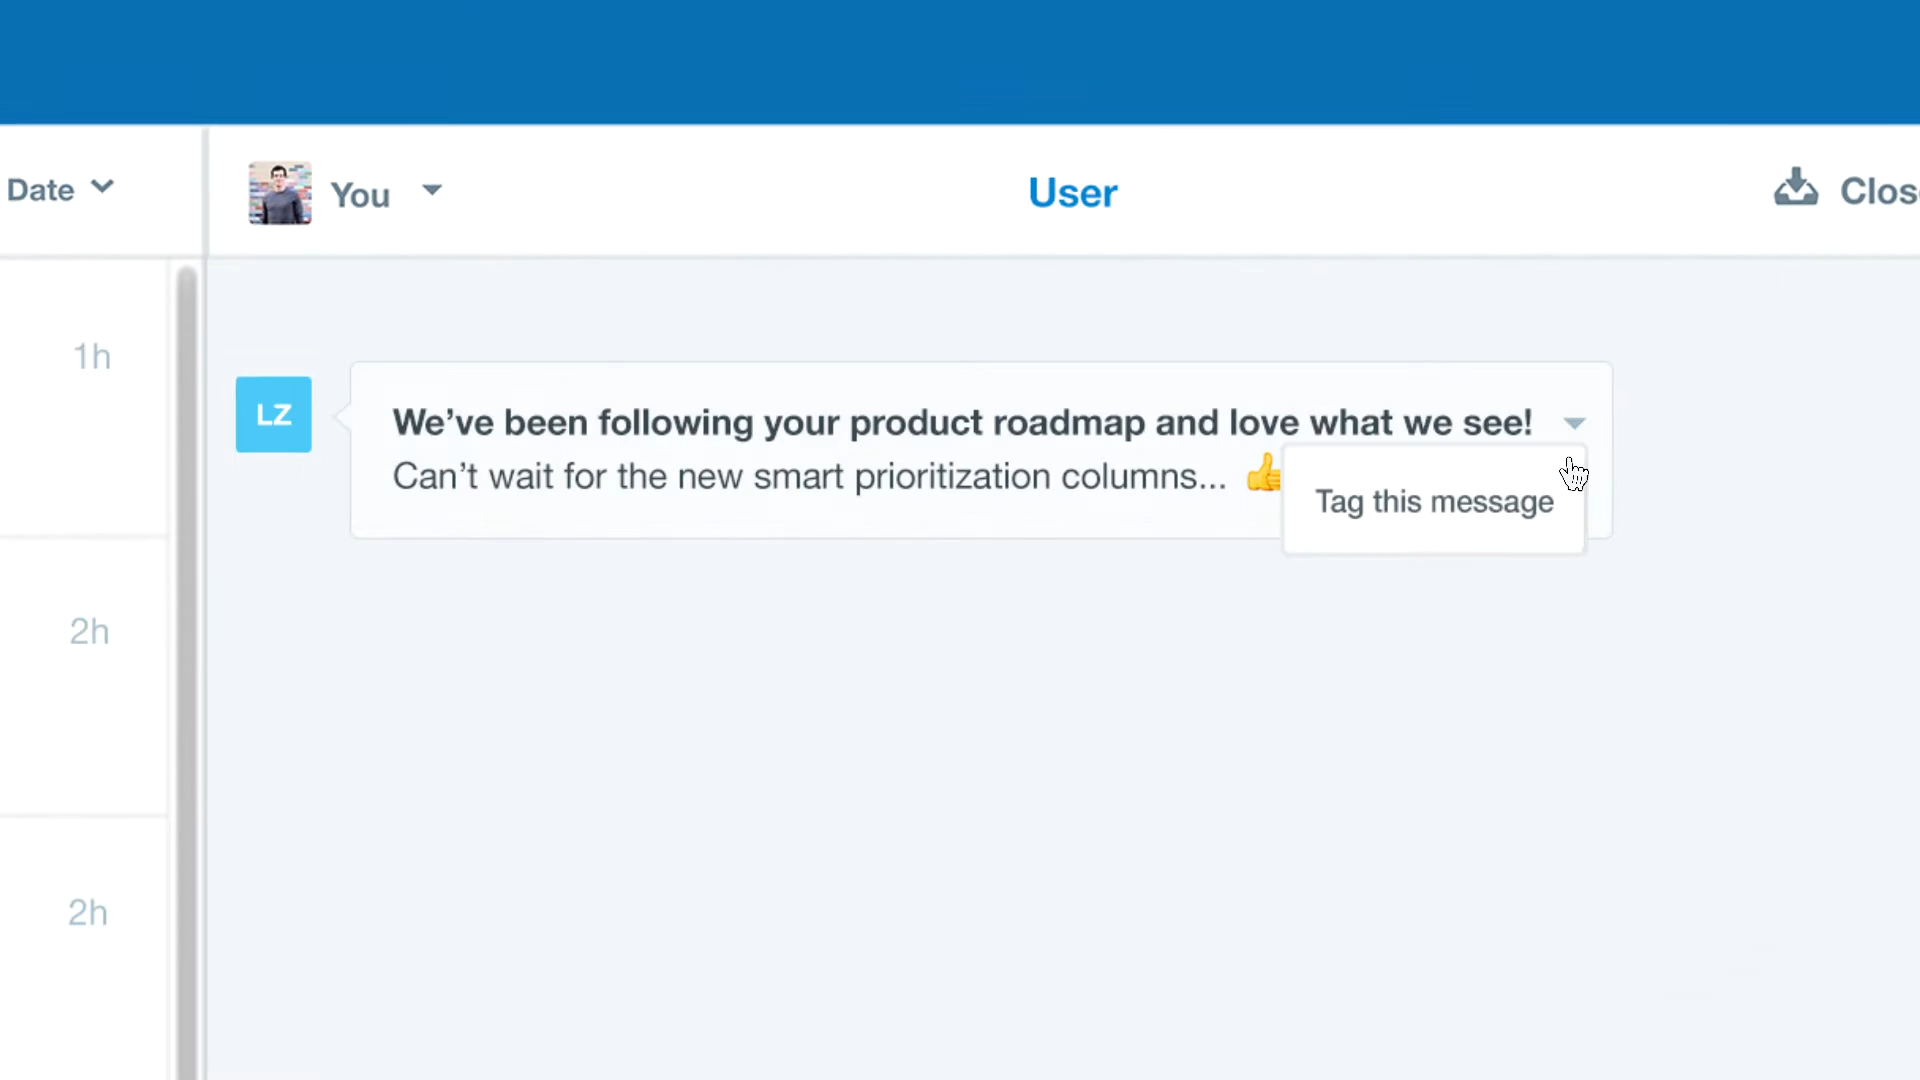 Date
You
User
Clos
1h
LZ
We’ve been following your product roadmap and love what we see!
Can’t wait for the new smart prioritization columns... 👍
Tag this message
2h
2h